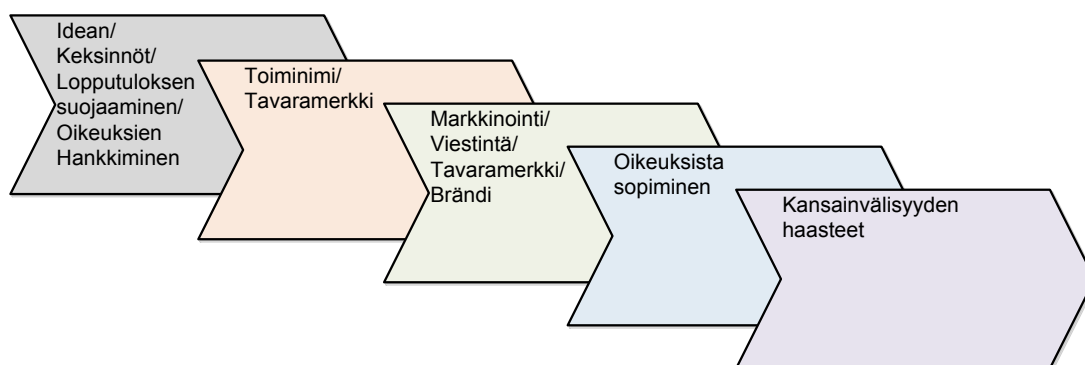 Idean/
Keksinnöt/
Lopputuloksen
suojaaminen/
Oikeuksien
Hankkiminen
Toiminimi/
Tavaramerkki
Markkinointi/
Viestintä/
Tavaramerkki/
Brändi
Oikeuksista
sopiminen
Kansainvälisyyden
haasteet